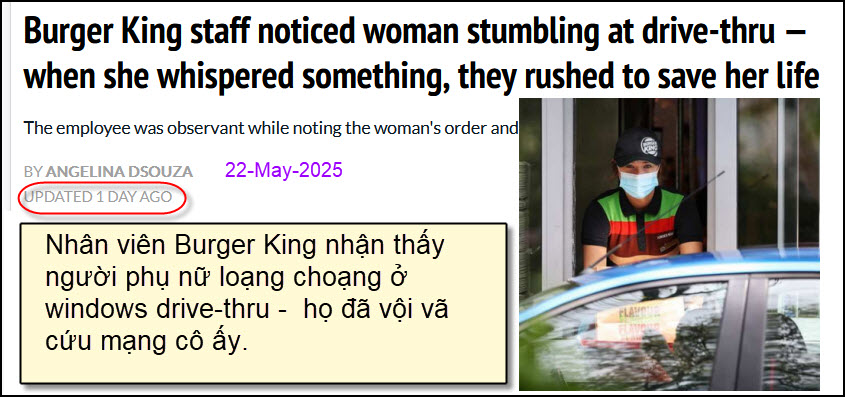 Burger King staff noticed woman stumbling at drive-thru —
when she whispered something, they rushed to save her life
The employee was observant while noting the woman's order and
BY ANGELINA DSOUZA 22-May-2025
UPDATED 1 DAY AGO
Nhân viên Burger King nhận thấy
người phụ nữ loạng choạng ở
windows drive-thru - họ đã vội vã
cứu mạng cô ấy.
BURGER
KING
FLAVOUR